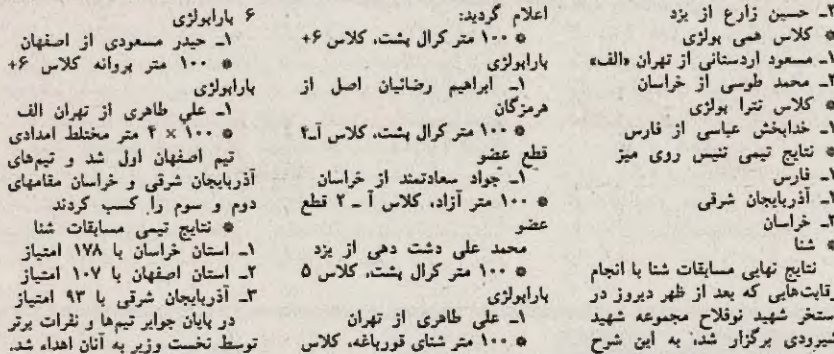 ۲ـ حسین زارع از یزد
● کلاس همی پولژی
۱ـ مسعود اردستانی از تهران «الف»
۱ـ محمد طوسی از خراسان
● کلاس تترا پولژی
۱ـ خدابخش عباسی از فارس
● نتایج تیمی تنیس روی میز
۱ـ فارس
۲ـ آذربایجان شرقی
۳ـ خراسان
● شنا
نتایج نهایی مسابقات شنا با انجام
رقابت‌هایی که بعد از ظهر دیروز در
استخر شهید نوفلاح مجموعه شهید
شیرودی برگزار شد، به این شرح
اعلام گردید:
● ۱۰۰ متر کرال پشت، کلاس ۶+
پاراپولژی
۱ـ ابراهیم رضائیان اصل از
هرمزگان
● ۱۰۰ متر کرال پشت، کلاس آـ۴
قطع عضو
۱ـ جواد سعادتمند از خراسان
● ۱۰۰ متر آزاد، کلاس آ ـ ۲ قطع
عضو
محمد علی دشت دهی از یزد
● ۱۰۰ متر کرال پشت، کلاس ۵
پاراپولژی
۱ـ علی طاهری از تهران
● ۱۰۰ متر شنای قورباغه، کلاس
۶ پاراپولژی
۱ـ حیدر مسعودی از اصفهان
● ۱۰۰ متر پروانه کلاس ۶+
پاراپولژی
۱ـ علی طاهری از تهران الف
● ۱۰۰ × ۴ متر مختلط امدادی
تیم اصفهان اول شد و تیم‌های
آذربایجان شرقی و خراسان مقامهای
دوم و سوم را کسب کردند
● نتایج تیمی مسابقات شنا
۱ـ استان خراسان با ۱۷۸ امتیاز
۲ـ استان اصفهان با ۱۰۷ امتیاز
۳ـ آذربایجان شرقی با ۹۳ امتیاز
در پایان جوایز تیم‌ها و نفرات برتر
توسط نخست وزیر به آنان اهداء شد.